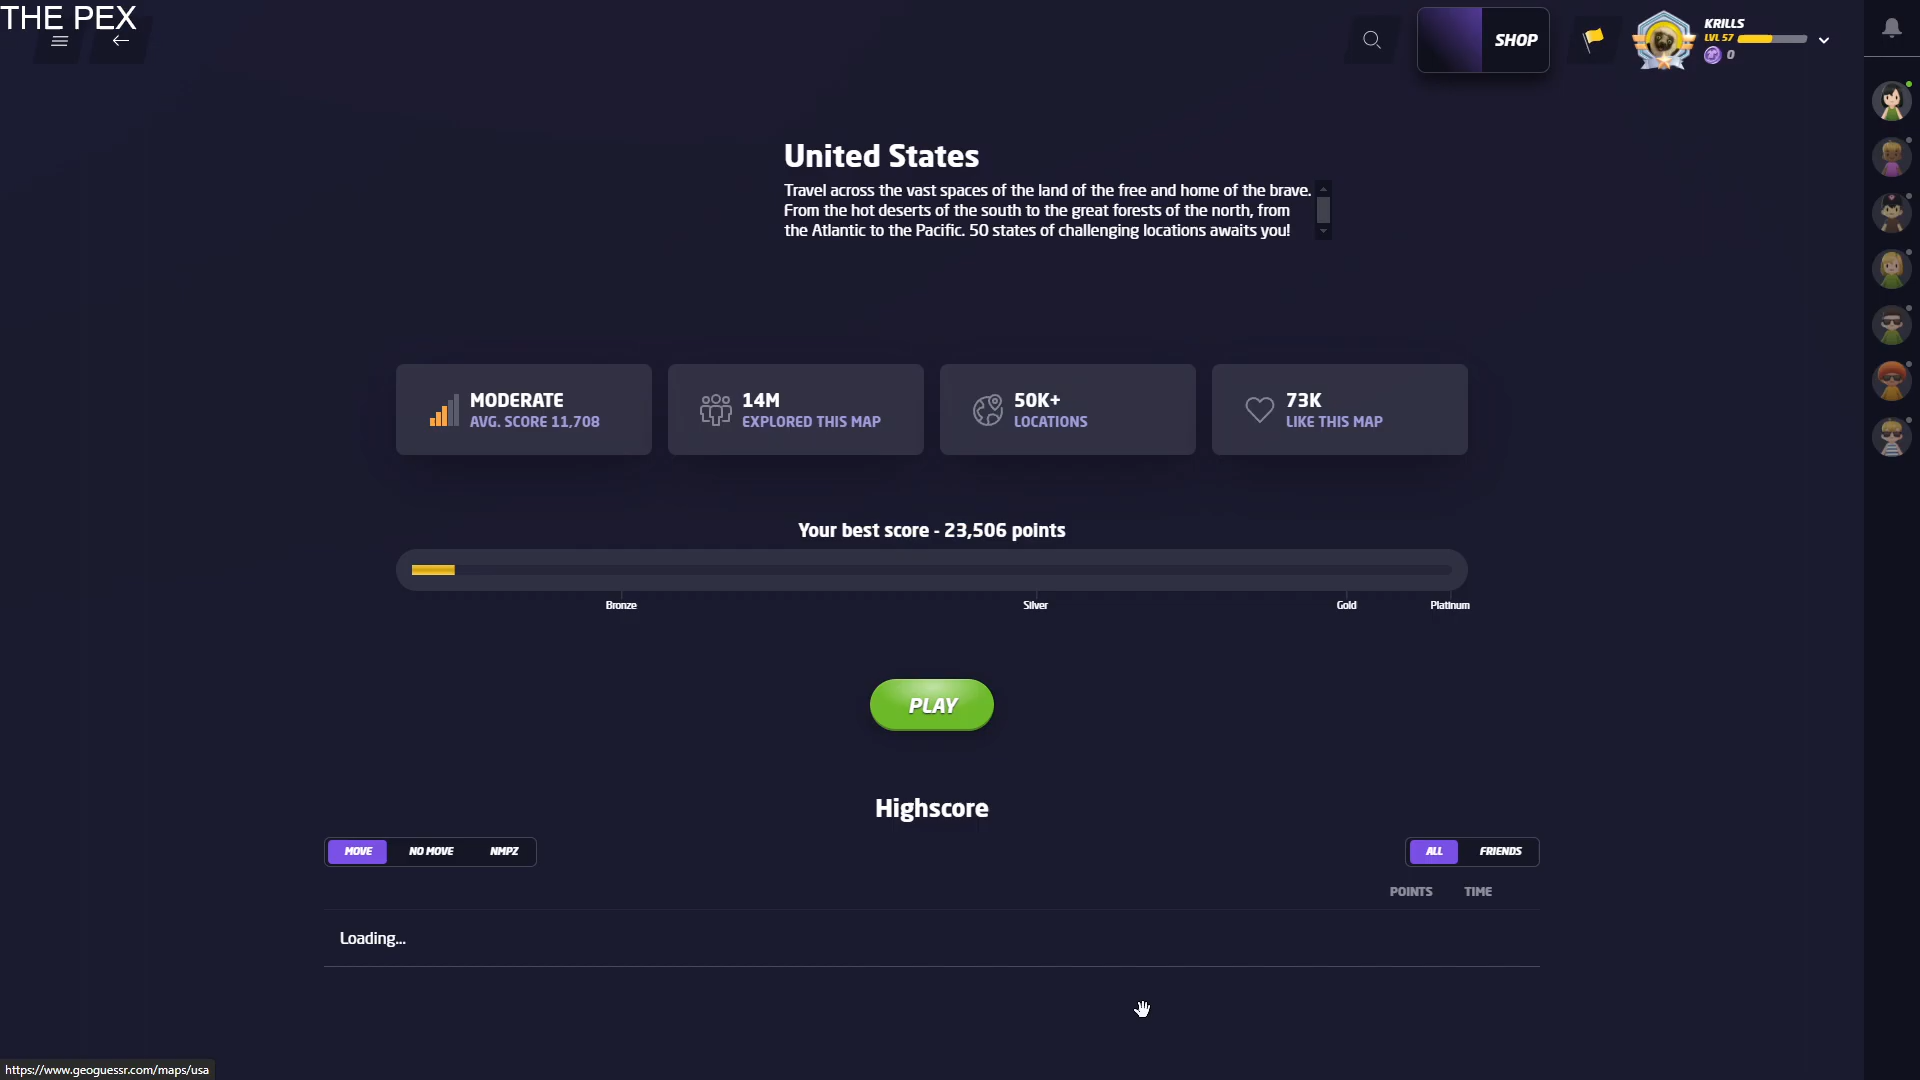 THE PEX
SHOP
KRILLS
LVL 57
0
United States
Travel across the vast spaces of the land of the free and home of the brave.
From the hot deserts of the south to the great forests of the north, from
the Atlantic to the Pacific. 50 states of challenging locations awaits you!
MODERATE
AVG. SCORE 11,708
14M
EXPLORED THIS MAP
50K+
LOCATIONS
73K
LIKE THIS MAP
Your best score - 23,506 points
Bronze
Silver
Gold
Platinum
PLAY
Highscore
MOVE
NO MOVE
NMPZ
ALL
FRIENDS
POINTS
TIME
Loading...
https://www.geoguessr.com/maps/usa